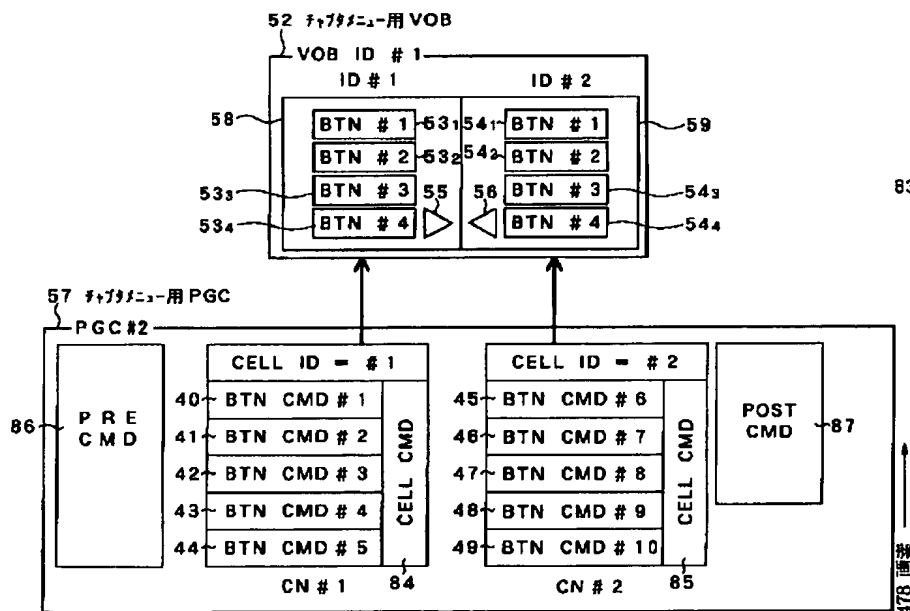 52 チャプタメニュー用 VOB
VOB ID # 1
ID # 1 ID # 2
58 59
BTN # 1 53₁ 54₁ BTN # 1
BTN # 2 53₂ 54₂ BTN # 2
53₃ BTN # 3 55 56 BTN # 3 54₃
53₄ BTN # 4 BTN # 4 54₄
83
57 チャプタメニュー用 PGC
PGC #2
CELL ID = # 1 CELL ID = # 2
86 PRE CMD
40 BTN CMD # 1
41 BTN CMD # 2
42 BTN CMD # 3
43 BTN CMD # 4
44 BTN CMD # 5
CELL CMD
CN # 1 84
45 BTN CMD # 6
46 BTN CMD # 7
47 BTN CMD # 8
48 BTN CMD # 9
49 BTN CMD # 10
CELL CMD
CN # 2 85
POST CMD 87
478 画素